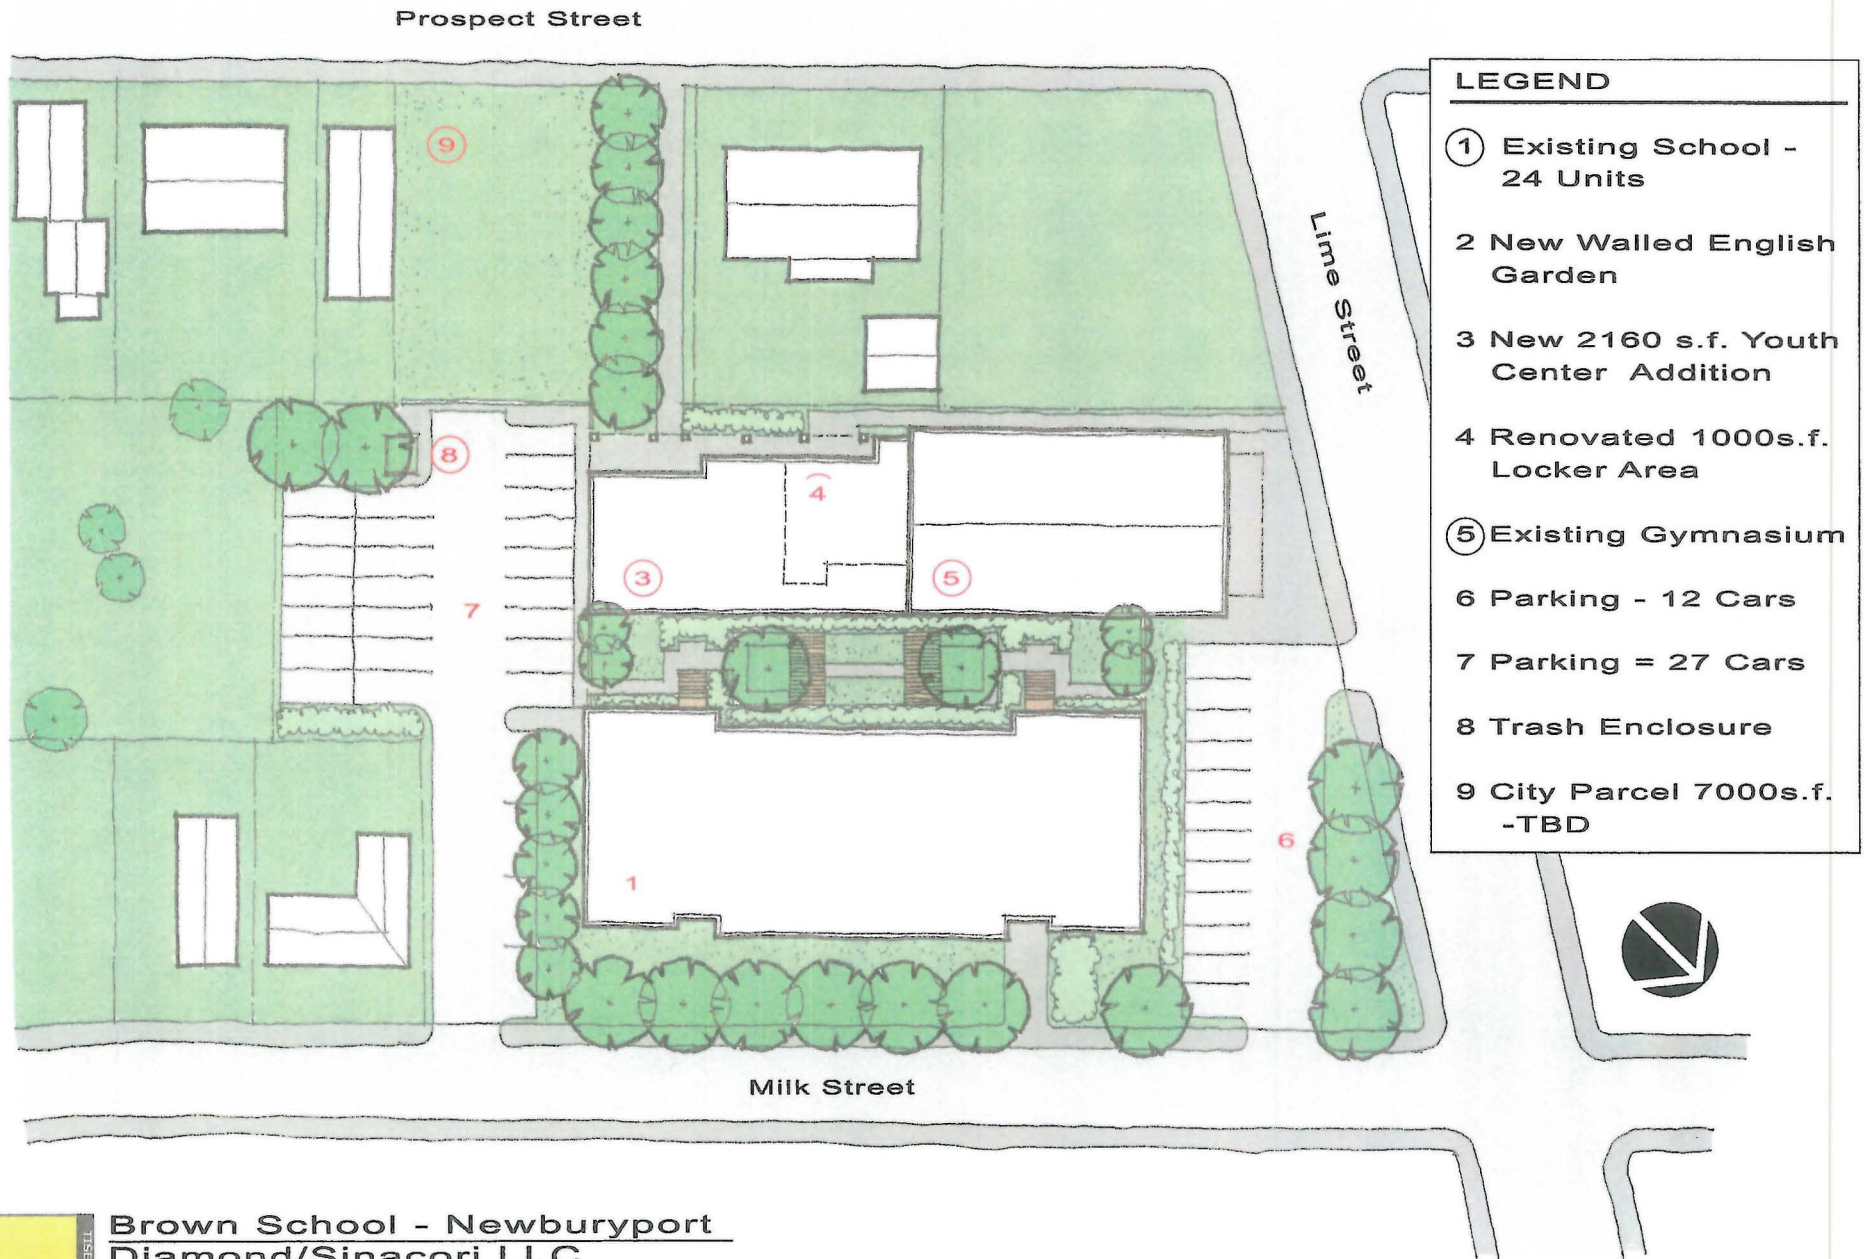 Prospect Street
LEGEND
1 Existing School -
24 Units
2 New Walled English
Garden
3 New 2160 s.f. Youth
Center Addition
4 Renovated 1000s.f.
Locker Area
5 Existing Gymnasium
6 Parking - 12 Cars
7 Parking = 27 Cars
8 Trash Enclosure
9 City Parcel 7000s.f.
-TBD
Lime Street
9
8
4
3
5
7
6
1
Milk Street
Brown School - Newburyport
Diamond/Sinacori LLC